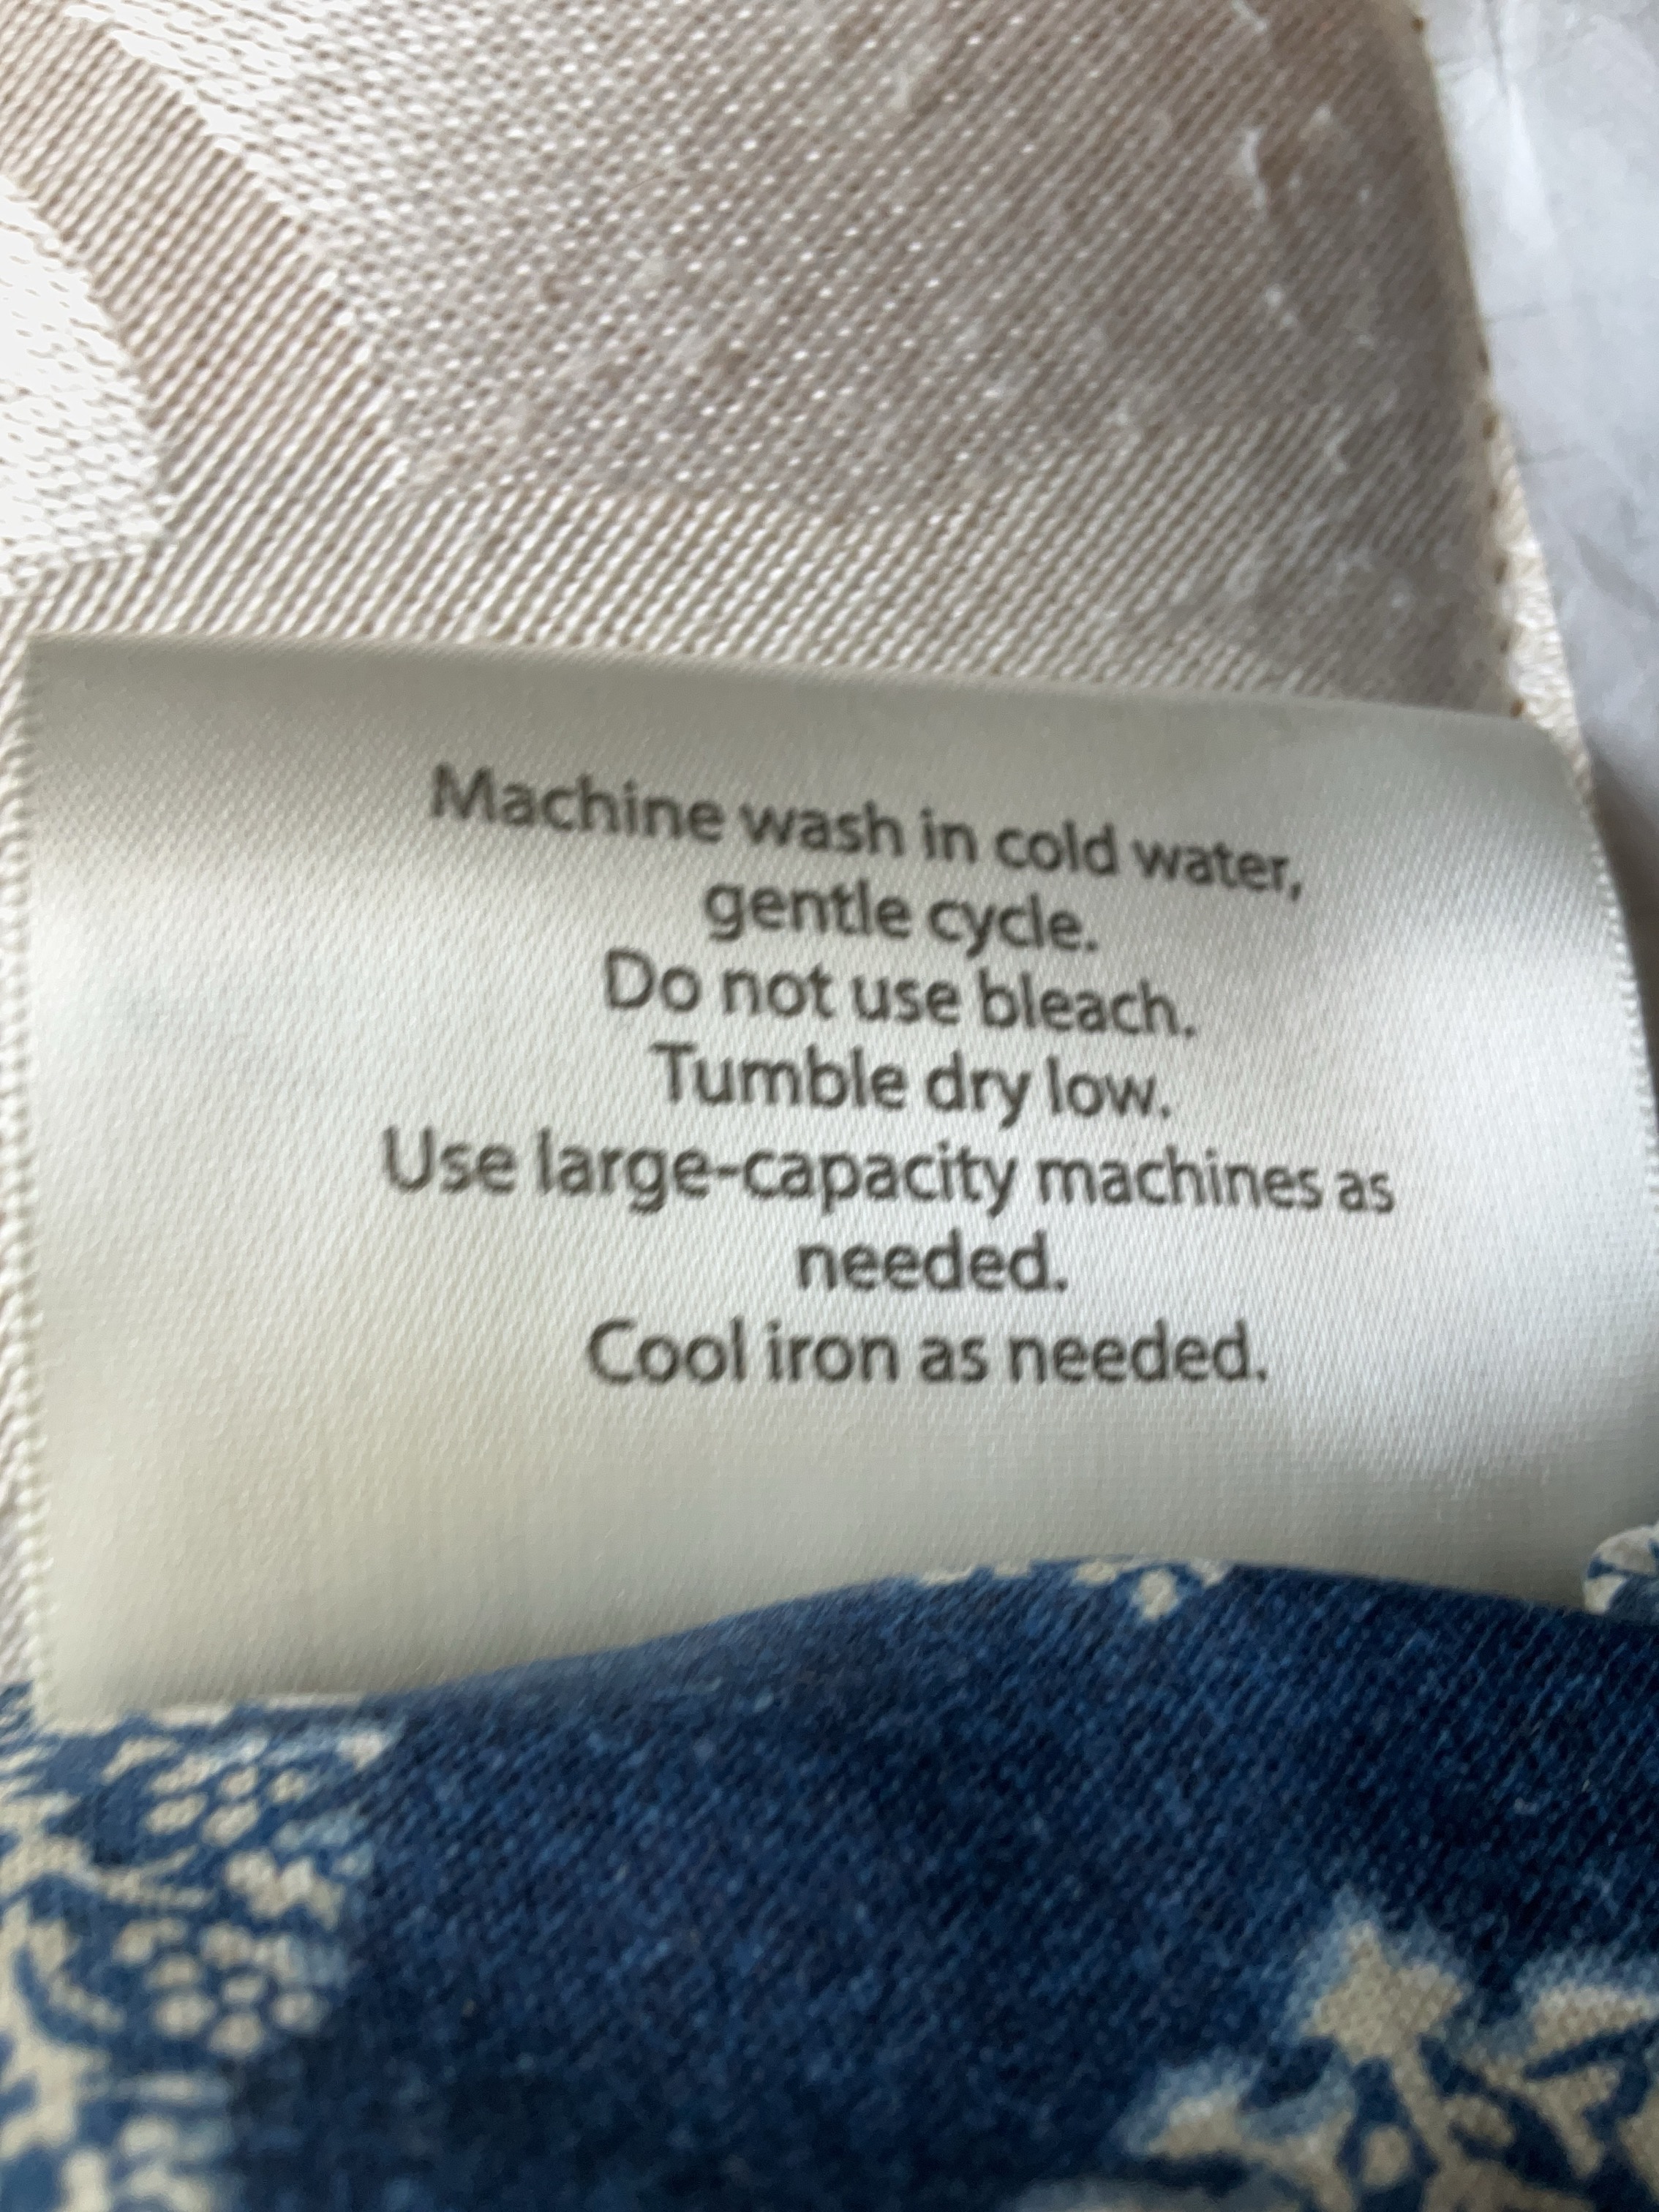 Machine wash in cold water,
gentle cycle.
Do not use bleach.
Tumble dry low.
Use large-capacity machines as
needed.
Cool iron as needed.